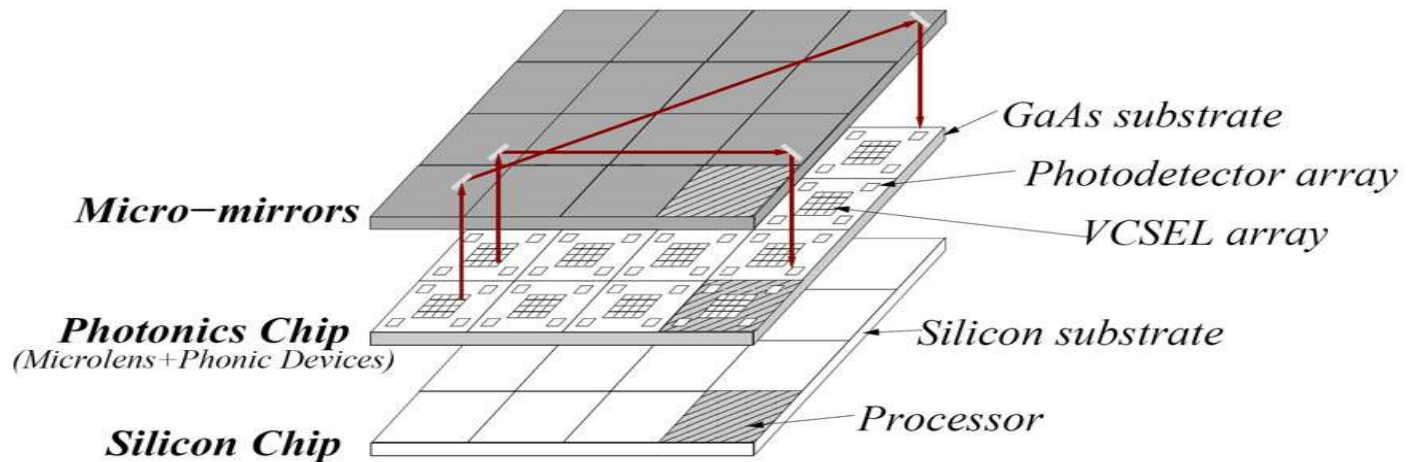 GaAs substrate
Photodetector array
Micro-mirrors
VCSEL array
Photonics Chip
(Microlens+Phonic Devices)
Silicon substrate
Processor
Silicon Chip